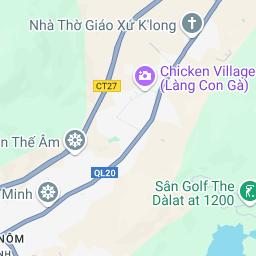 Nhà Thờ Giáo Xứ K'long
Chicken Village
(Làng Con Gà)
CT27
n Thế Âm
QL20
Minh
Sân Golf The
Dàlat at 1200
NÔM
NH